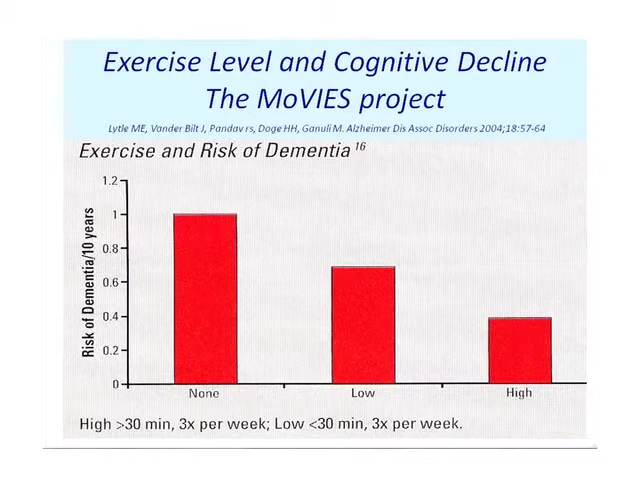 Exercise Level and Cognitive Decline
The MoVIES project
Lytle ME, Vander Bilt J, Pandav rs, Doge HH, Ganuli M. Alzheimer Dis Assoc Disorders 2004;18:57-64
Exercise and Risk of Dementia 16
Risk of Dementia/10 years
1.2
1
0.8
0.6
0.4
0.2
0
None Low High
High >30 min, 3x per week; Low <30 min, 3x per week.